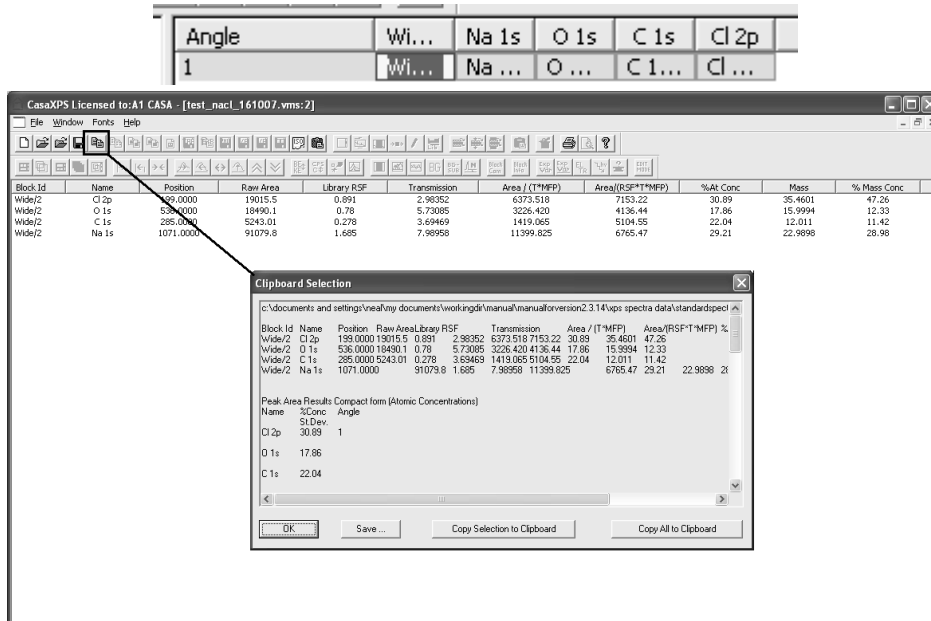 Angle Wi... Na 1s O 1s C 1s Cl 2p
1 Wi... Na ... O ... C 1... Cl ...
CasaXPS Licensed to:A1 CASA - [test_nacl_161007.vms:2]
File Window Fonts Help
Block Id Name Position Raw Area Library RSF Transmission Area / (T*MFP) Area/(RSF*T*MFP) %At Conc Mass % Mass Conc
Wide/2 Cl 2p 199.0000 19015.5 0.891 2.98352 6373.518 7153.22 30.89 35.4601 47.26
Wide/2 O 1s 536.0000 18490.1 0.78 5.73085 3226.420 4136.44 17.86 15.9994 12.33
Wide/2 C 1s 285.0000 5243.01 0.278 3.69469 1419.065 5104.55 22.04 12.011 11.42
Wide/2 Na 1s 1071.0000 91079.8 1.685 7.98958 11399.825 6765.47 29.21 22.9898 28.98
Clipboard Selection
c:\documents and settings\neal\my documents\workingdir\manual\manualforversion2.3.14\xps spectra data\standardspect
Block Id Name Position Raw AreaLibrary RSF Transmission Area / (T*MFP) Area/(RSF*T*MFP) %
Wide/2 Cl 2p 199.0000 19015.5 0.891 2.98352 6373.518 7153.22 30.89 35.4601 47.26
Wide/2 O 1s 536.0000 18490.1 0.78 5.73085 3226.420 4136.44 17.86 15.9994 12.33
Wide/2 C 1s 285.0000 5243.01 0.278 3.69469 1419.065 5104.55 22.04 12.011 11.42
Wide/2 Na 1s 1071.0000 91079.8 1.685 7.98958 11399.825 6765.47 29.21 22.9898 28
Peak Area Results Compact form (Atomic Concentrations)
Name %Conc Angle
St.Dev.
Cl 2p 30.89 1
O 1s 17.86
C 1s 22.04
OK Save ... Copy Selection to Clipboard Copy All to Clipboard